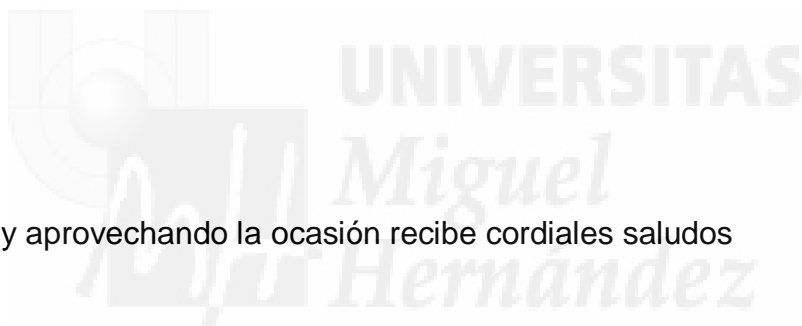 UNIVERSITAS
Miguel
y aprovechando la ocasión recibe cordiales saludos
Hernández